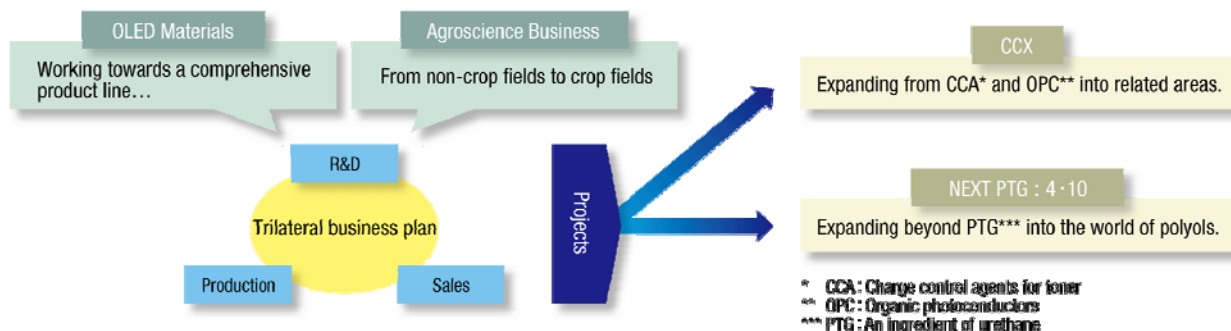 OLED Materials
Working towards a comprehensive
product line…
Agroscience Business
From non-crop fields to crop fields
R&D
Trilateral business plan
Production
Sales
Projects
CCX
Expanding from CCA* and OPC** into related areas.
NEXT PTG : 4・10
Expanding beyond PTG*** into the world of polyols.
* CCA : Charge control agents for toner
** OPC : Organic photoconductors
*** PTG : An ingredient of urethane